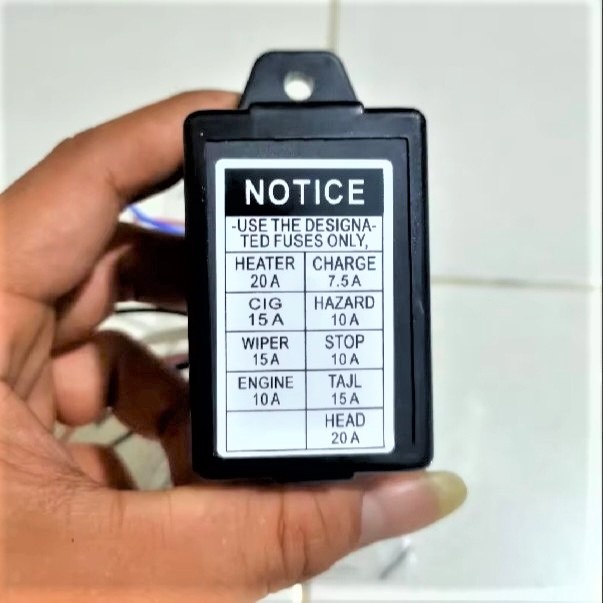 NOTICE
-USE THE DESIGNA-
TED FUSES ONLY,
HEATER CHARGE
20 A 7.5 A
CIG HAZARD
15 A 10 A
WIPER STOP
15 A 10 A
ENGINE TAJL
10 A 15 A
HEAD
20 A